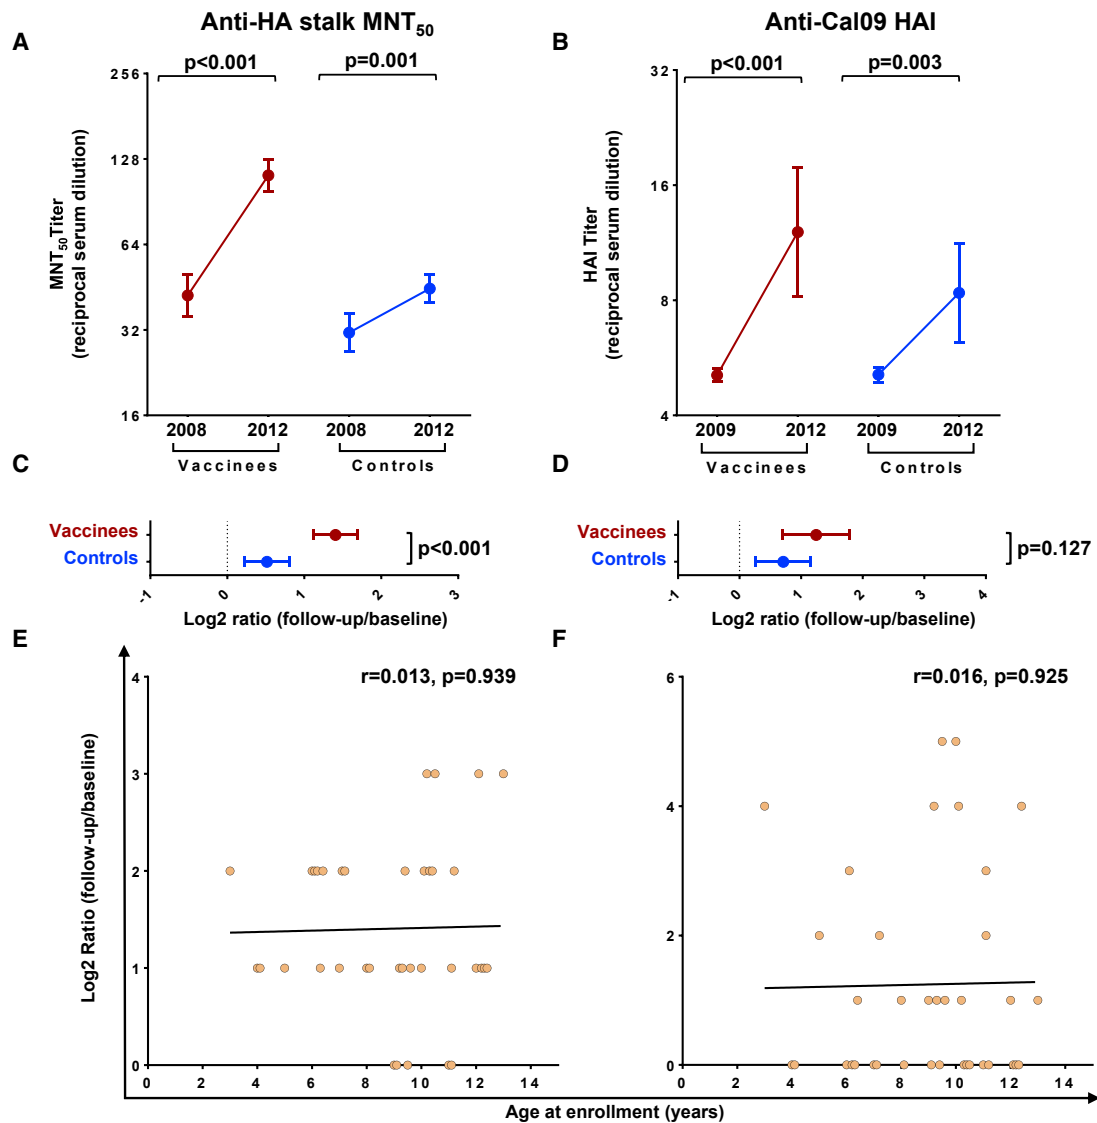 Anti-HA stalk MNT50
Anti-Cal09 HAI
A
p<0.001
p=0.001
256
128
64
32
16
MNT50Titer
(reciprocal serum dilution)
2008
2012
2008
2012
Vaccinees
Controls
B
p<0.001
p=0.003
32
16
8
4
HAI Titer
(reciprocal serum dilution)
2009
2012
2009
2012
Vaccinees
Controls
C
Vaccinees
Controls
p<0.001
-1
0
1
2
3
Log2 ratio (follow-up/baseline)
D
Vaccinees
Controls
p=0.127
-1
0
1
2
3
4
Log2 ratio (follow-up/baseline)
E
r=0.013, p=0.939
4
3
2
1
0
Log2 Ratio (follow-up/baseline)
0
2
4
6
8
10
12
14
F
r=0.016, p=0.925
6
4
2
0
0
2
4
6
8
10
12
14
Age at enrollment (years)